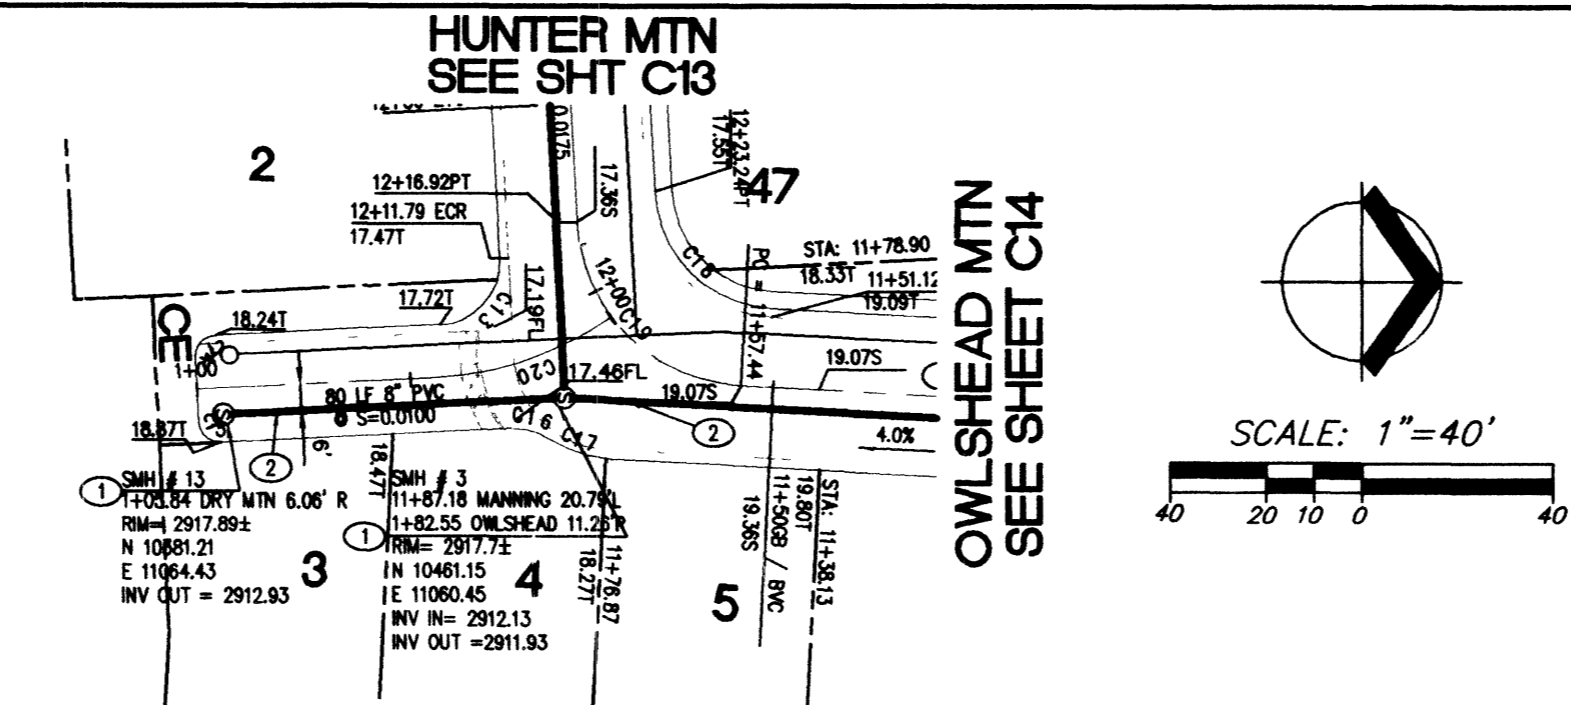 HUNTER MTN
SEE SHT C13
2
0.0175
17.36S
12+23.24PT
17.55T
47
12+16.92PT
12+11.79 ECR
17.47T
OWLSHEAD MTN
SEE SHEET C14
STA: 11+78.90
18.33T
11+51.12
19.09T
C18
PC = 11+57.44
12+00
C19
17.19FL
C13
17.72T
18.24T
CE
1+00
C20
17.46FL
19.07S
19.07S
80 LF 8" PVC
@ S=0.0100
S
S
C16
C17
2
4.0%
18.87T
2
6'
18.47T
1
SMH # 13
1+03.84 DRY MTN 6.06' R
RIM= 2917.89±
N 10581.21
E 11064.43
INV OUT = 2912.93
3
SMH # 3
11+87.18 MANNING 20.79'L
1+82.55 OWLSHEAD 11.26'R
1
RIM= 2917.7±
N 10461.15
E 11060.45
INV IN= 2912.13
INV OUT =2911.93
4
11+76.87
18.27T
5
11+50GB / BVC
19.36S
STA: 11+38.13
19.80T
SCALE: 1"=40'
40 20 10 0 40